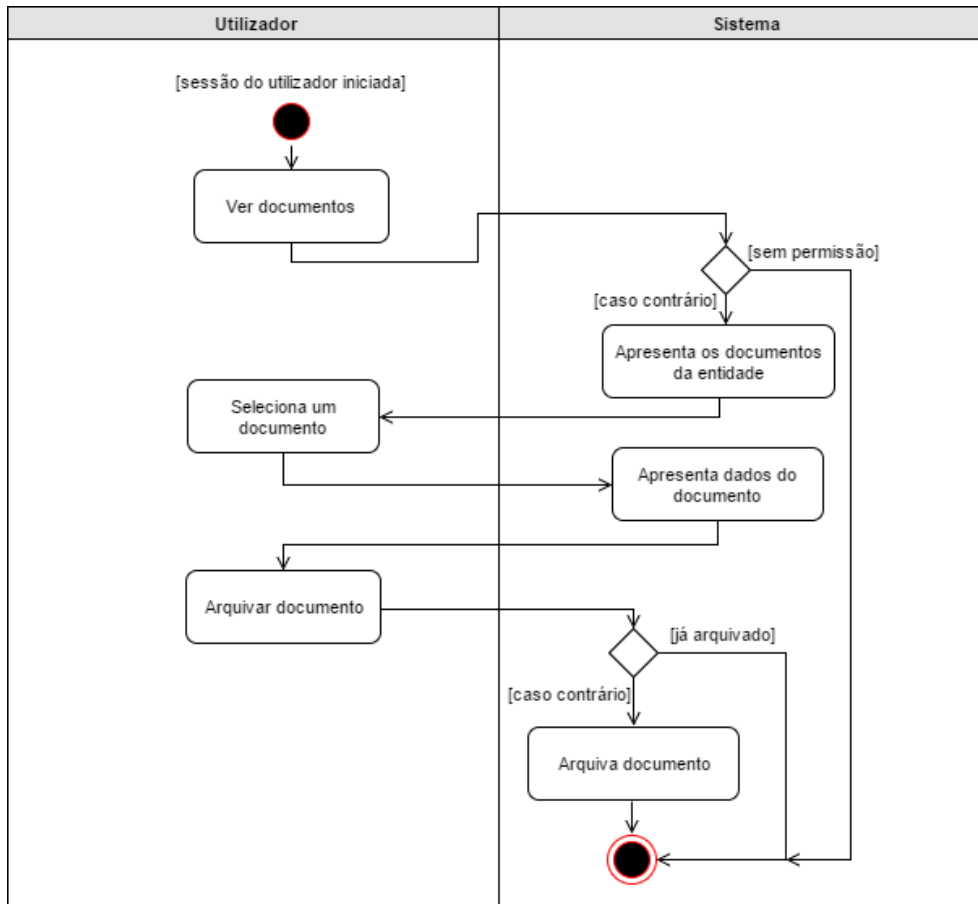 Utilizador
Sistema
[sessão do utilizador iniciada]
Ver documentos
[sem permissão]
[caso contrário]
Apresenta os documentos
da entidade
Seleciona um
documento
Apresenta dados do
documento
Arquivar documento
[já arquivado]
[caso contrário]
Arquiva documento